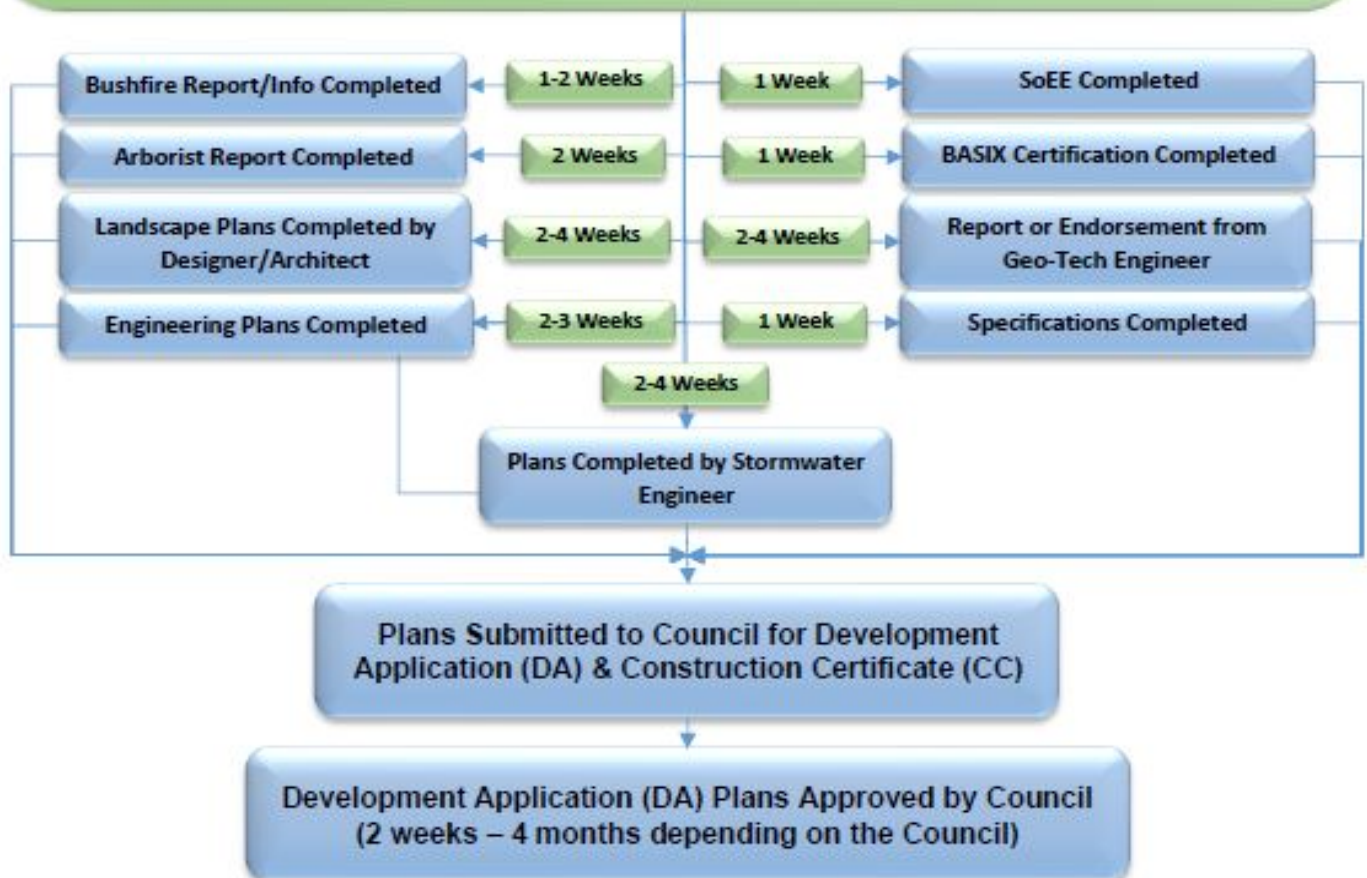 Bushfire Report/Info Completed
1-2 Weeks
1 Week
SoEE Completed
Arborist Report Completed
2 Weeks
1 Week
BASIX Certification Completed
Landscape Plans Completed by
Designer/Architect
2-4 Weeks
2-4 Weeks
Report or Endorsement from
Geo-Tech Engineer
Engineering Plans Completed
2-3 Weeks
1 Week
Specifications Completed
2-4 Weeks
Plans Completed by Stormwater
Engineer
Plans Submitted to Council for Development
Application (DA) & Construction Certificate (CC)
Development Application (DA) Plans Approved by Council
(2 weeks – 4 months depending on the Council)